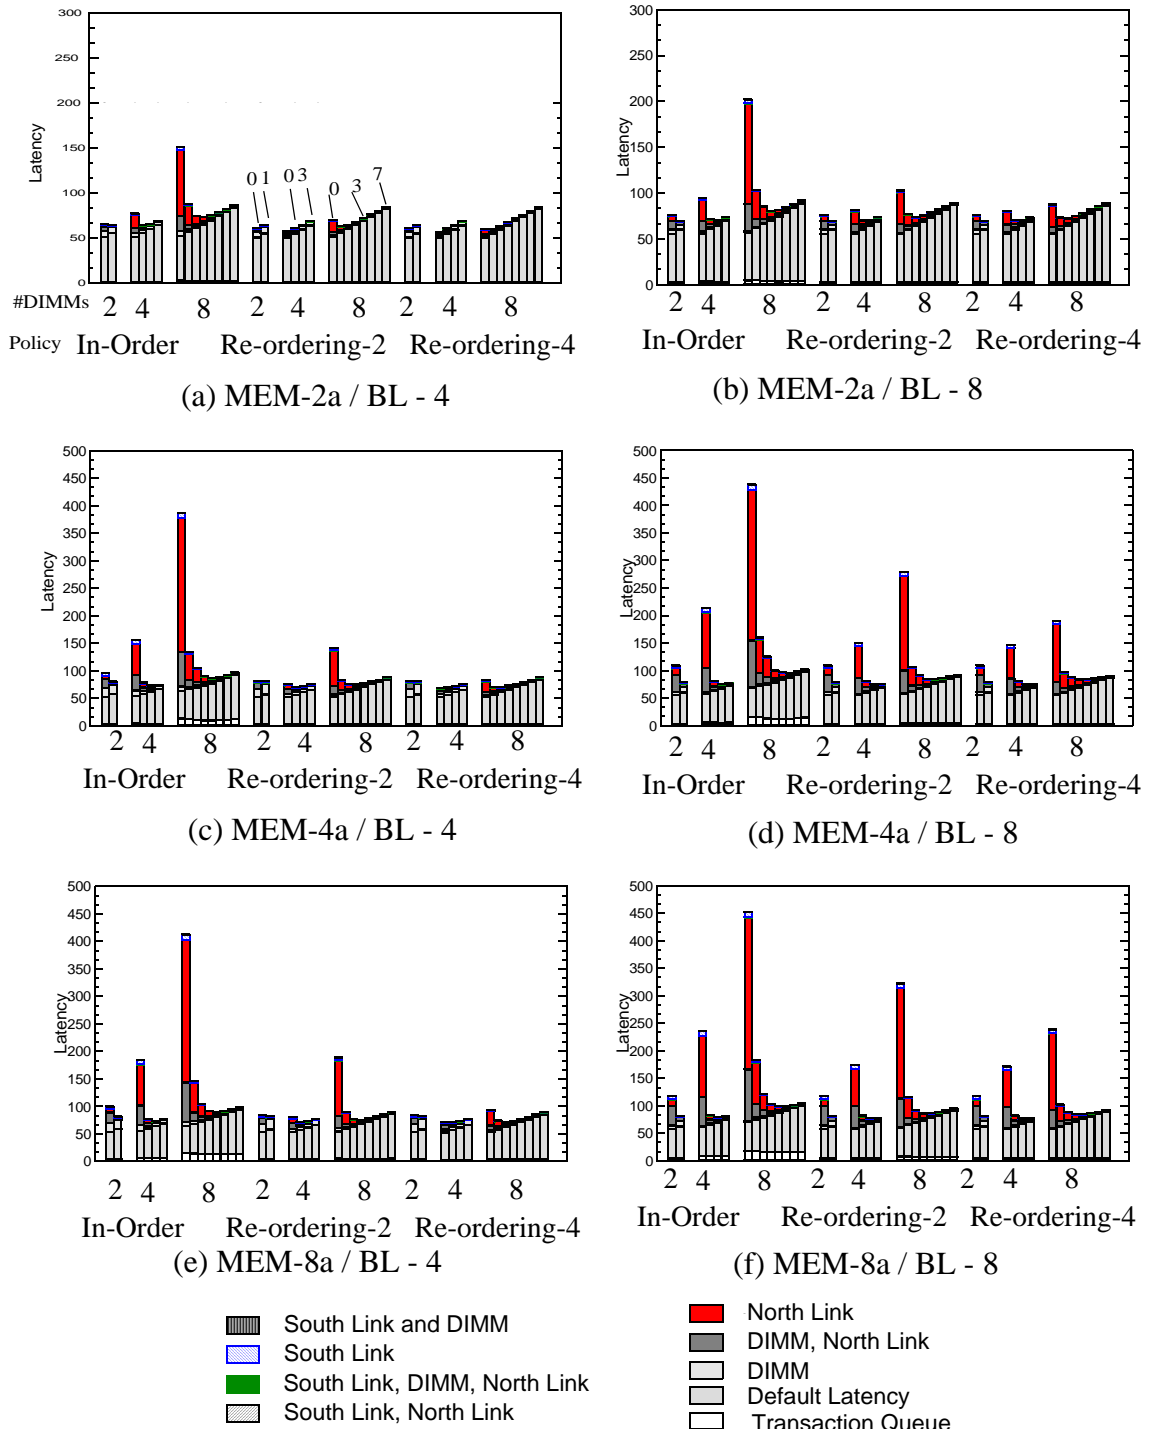 300
250
200
150
100
50
0
Latency
0 1 0 3 0 3 7
#DIMMs 2 4 8 2 4 8 2 4 8
Policy In-Order Re-ordering-2 Re-ordering-4
(a) MEM-2a / BL - 4
300
250
200
150
100
50
0
Latency
2 4 8 2 4 8 2 4 8
In-Order Re-ordering-2 Re-ordering-4
(b) MEM-2a / BL - 8
500
450
400
350
300
250
200
150
100
50
0
Latency
2 4 8 2 4 8 2 4 8
In-Order Re-ordering-2 Re-ordering-4
(c) MEM-4a / BL - 4
500
450
400
350
300
250
200
150
100
50
0
Latency
2 4 8 2 4 8 2 4 8
In-Order Re-ordering-2 Re-ordering-4
(d) MEM-4a / BL - 8
500
450
400
350
300
250
200
150
100
50
0
Latency
2 4 8 2 4 8 2 4 8
In-Order Re-ordering-2 Re-ordering-4
(e) MEM-8a / BL - 4
500
450
400
350
300
250
200
150
100
50
0
Latency
2 4 8 2 4 8 2 4 8
In-Order Re-ordering-2 Re-ordering-4
(f) MEM-8a / BL - 8
South Link and DIMM
South Link
South Link, DIMM, North Link
South Link, North Link
North Link
DIMM, North Link
DIMM
Default Latency
Transaction Queue